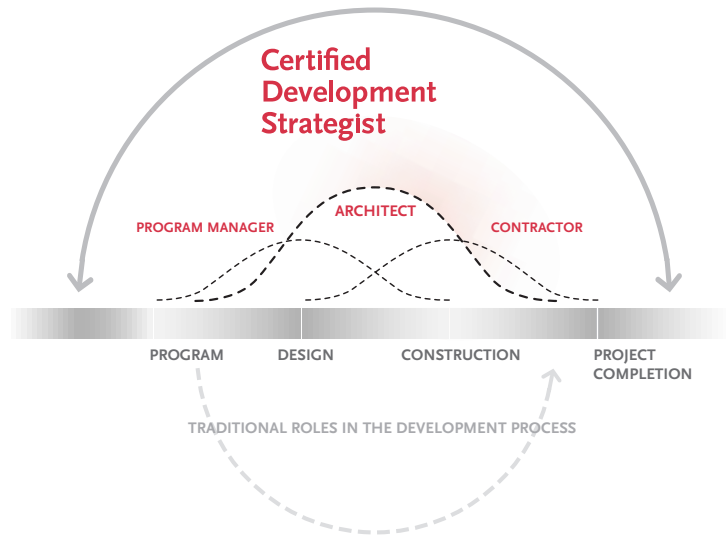 Certified
Development
Strategist
ARCHITECT
PROGRAM MANAGER
CONTRACTOR
PROGRAM
DESIGN
CONSTRUCTION
PROJECT
COMPLETION
TRADITIONAL ROLES IN THE DEVELOPMENT PROCESS